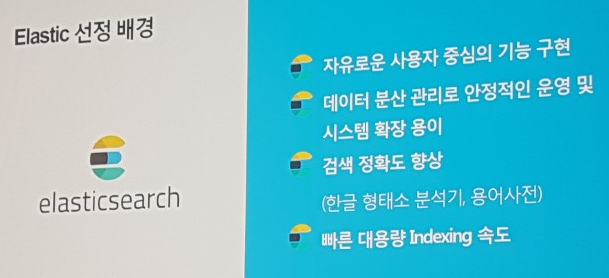 Elastic 선정 배경
elasticsearch
자유로운 사용자 중심의 기능 구현
데이터 분산 관리로 안정적인 운영 및
시스템 확장 용이
검색 정확도 향상
(한글 형태소 분석기, 용어사전)
빠른 대용량 Indexing 속도